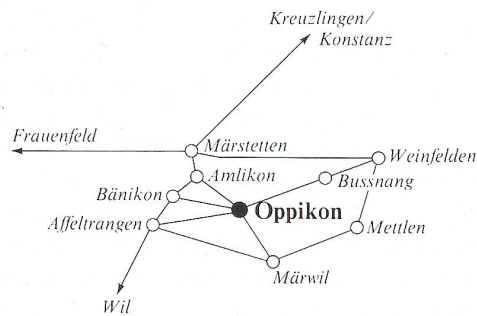 Kreuzlingen/
Konstanz
Frauenfeld
Märstetten
Weinfelden
Amlikon
Bussnang
Bänikon
Oppikon
Affeltrangen
Mettlen
Märwil
Wil